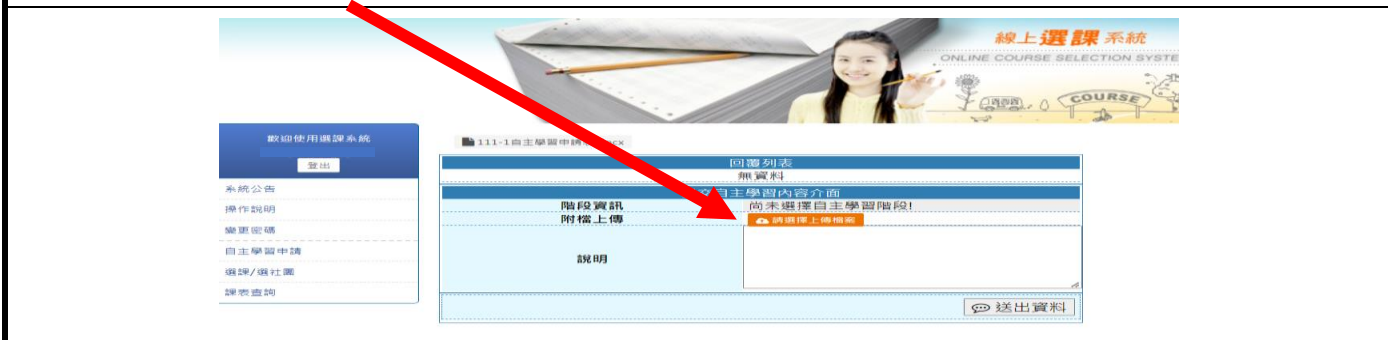 線上選課系統
ONLINE COURSE SELECTION SYSTE
COURSE
歡迎使用選課系統
登出
系統公告
操作說明
變更密碼
自主學習申請
選課/選社團
課表查詢
111-1自主學習申請
回覆列表
無資料
自主學習內容介面
階段資訊
尚未選擇自主學習階段!
附檔上傳
請選擇上傳檔案
說明
送出資料